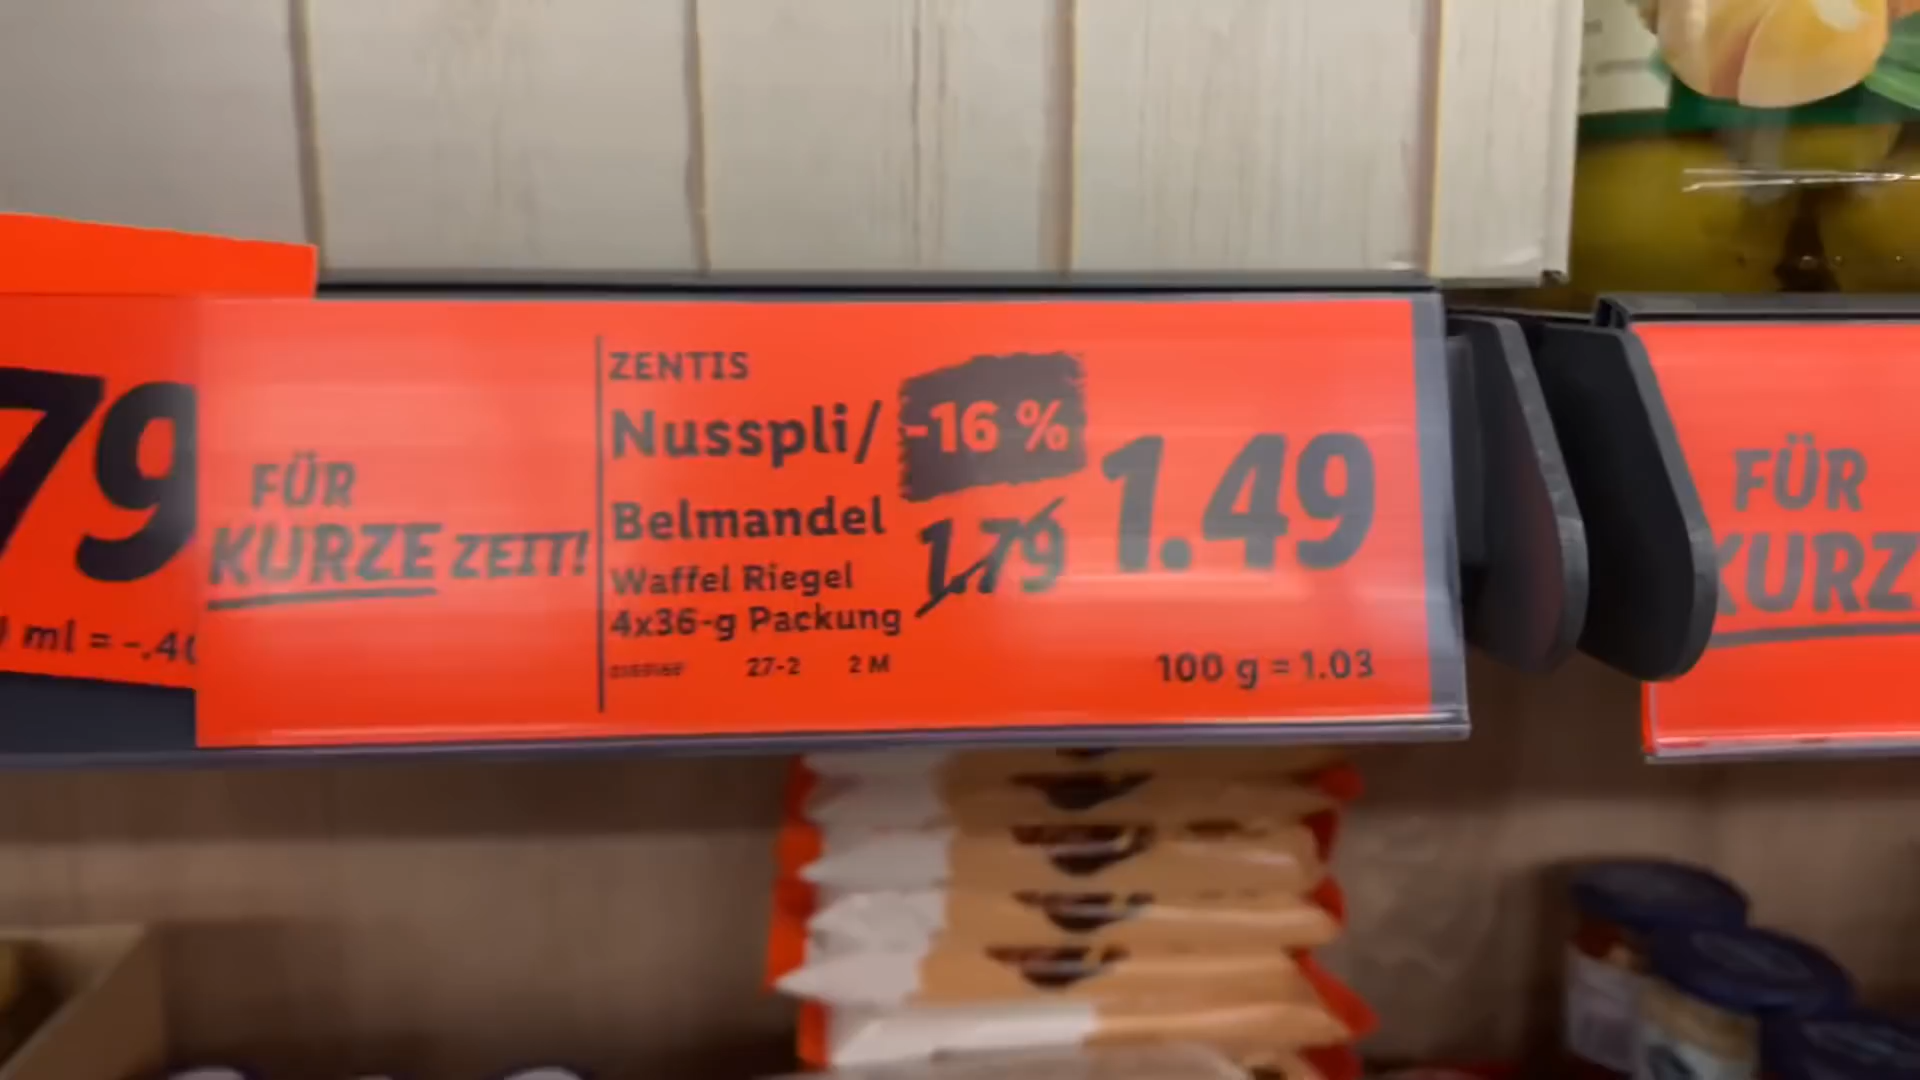 79
ml = -.40
FÜR
KURZE ZEIT!
ZENTIS
Nusspli/
Belmandel
Waffel Riegel
4x36-g Packung
27-2 2 M
-16 %
1.79
1.49
100 g = 1.03
FÜR
KURZ